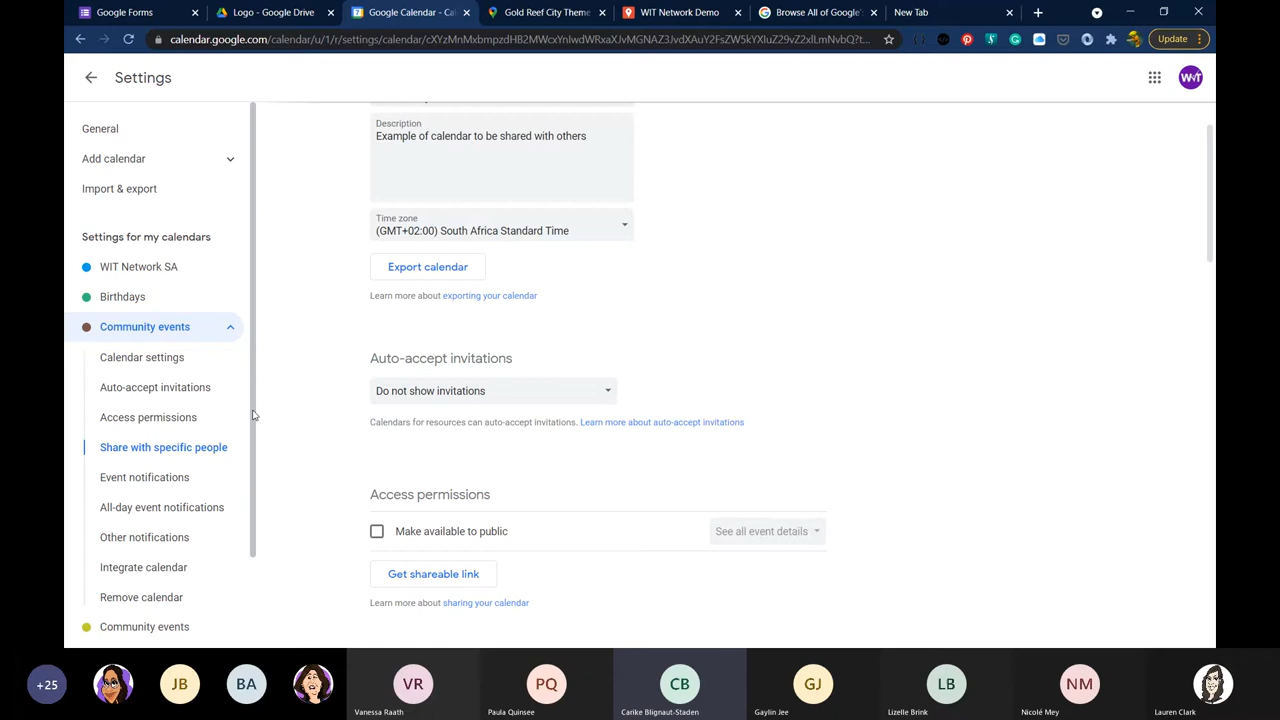 Google Forms
Logo - Google Drive
Google Calendar - Ca
Gold Reef City Theme
WIT Network Demo
Browse All of Google's
New Tab
calendar.google.com/calendar/u/1/r/settings/calendar/
Update
Settings
W&T
General
Add calendar
Import & export
Settings for my calendars
WIT Network SA
Birthdays
Community events
Calendar settings
Auto-accept invitations
Access permissions
Share with specific people
Event notifications
All-day event notifications
Other notifications
Integrate calendar
Remove calendar
Community events
Description
Example of calendar to be shared with others
Time zone
(GMT+02:00) South Africa Standard Time
Export calendar
Learn more about exporting your calendar
Auto-accept invitations
Do not show invitations
Calendars for resources can auto-accept invitations. Learn more about auto-accept invitations
Access permissions
Make available to public
See all event details
Get shareable link
Learn more about sharing your calendar
+25
JB
BA
VR
PQ
CB
GJ
LB
NM
Vanessa Raath
Paula Quinsee
Carike Blignaut-Staden
Gaylin Jee
Lizelle Brink
Nicolé Mey
Lauren Clark